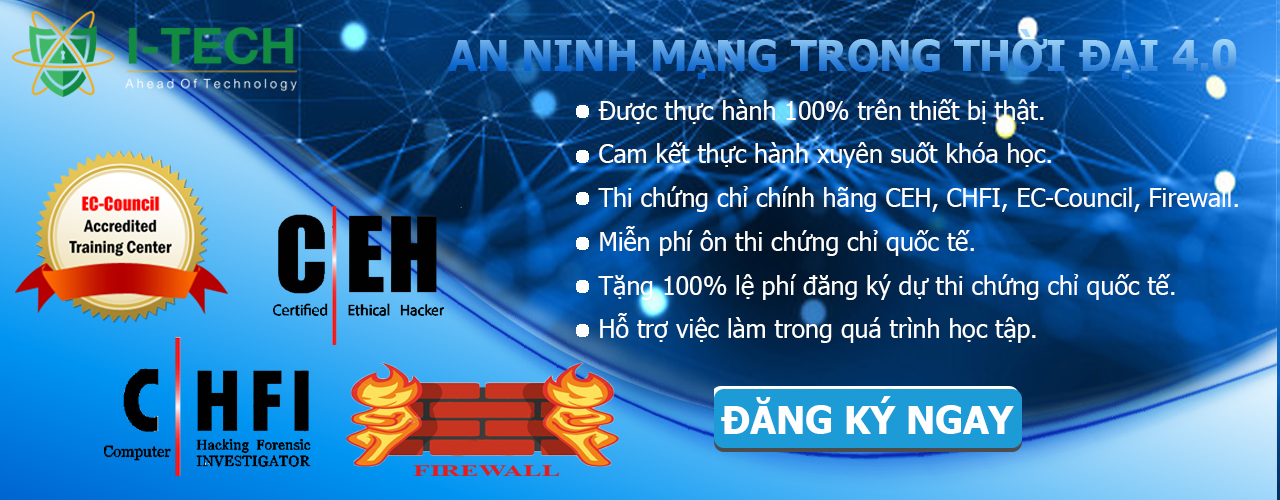 I-TECH
Ahead Of Technology
AN NINH MẠNG TRONG THỜI ĐẠI 4.0
Được thực hành 100% trên thiết bị thật.
Cam kết thực hành xuyên suốt khóa học.
Thi chứng chỉ chính hãng CEH, CHFI, EC-Council, Firewall.
Miễn phí ôn thi chứng chỉ quốc tế.
Tặng 100% lệ phí đăng ký dự thi chứng chỉ quốc tế.
Hỗ trợ việc làm trong quá trình học tập.
EC-Council
Accredited
Training Center
C EH
Certified Ethical Hacker
C HFI
Computer Hacking Forensic
INVESTIGATOR
FIREWALL
ĐĂNG KÝ NGAY